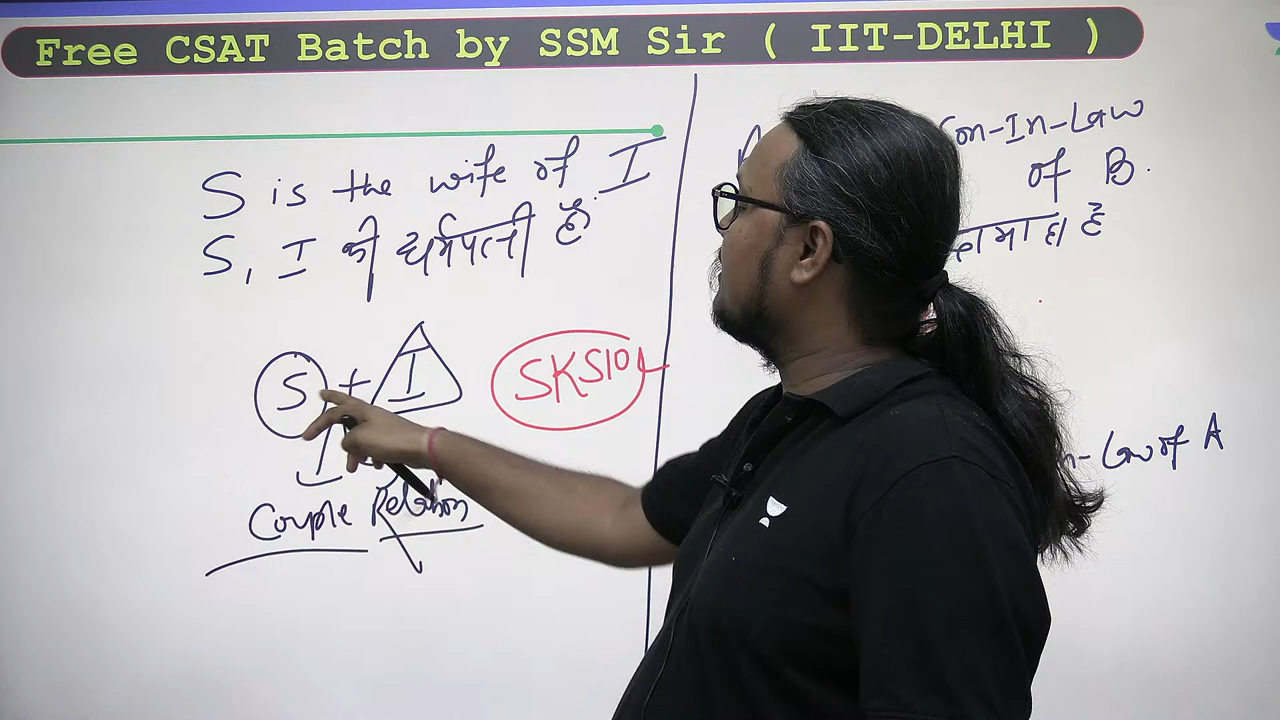 Free CSAT Batch by SSM Sir ( IIT-DELHI )
S is the wife of I
S, I की धर्मपत्नी है.
S + I
SKS10
I
Couple Relation
Son-In-Law
of B.
दामाद है
n-Law of A